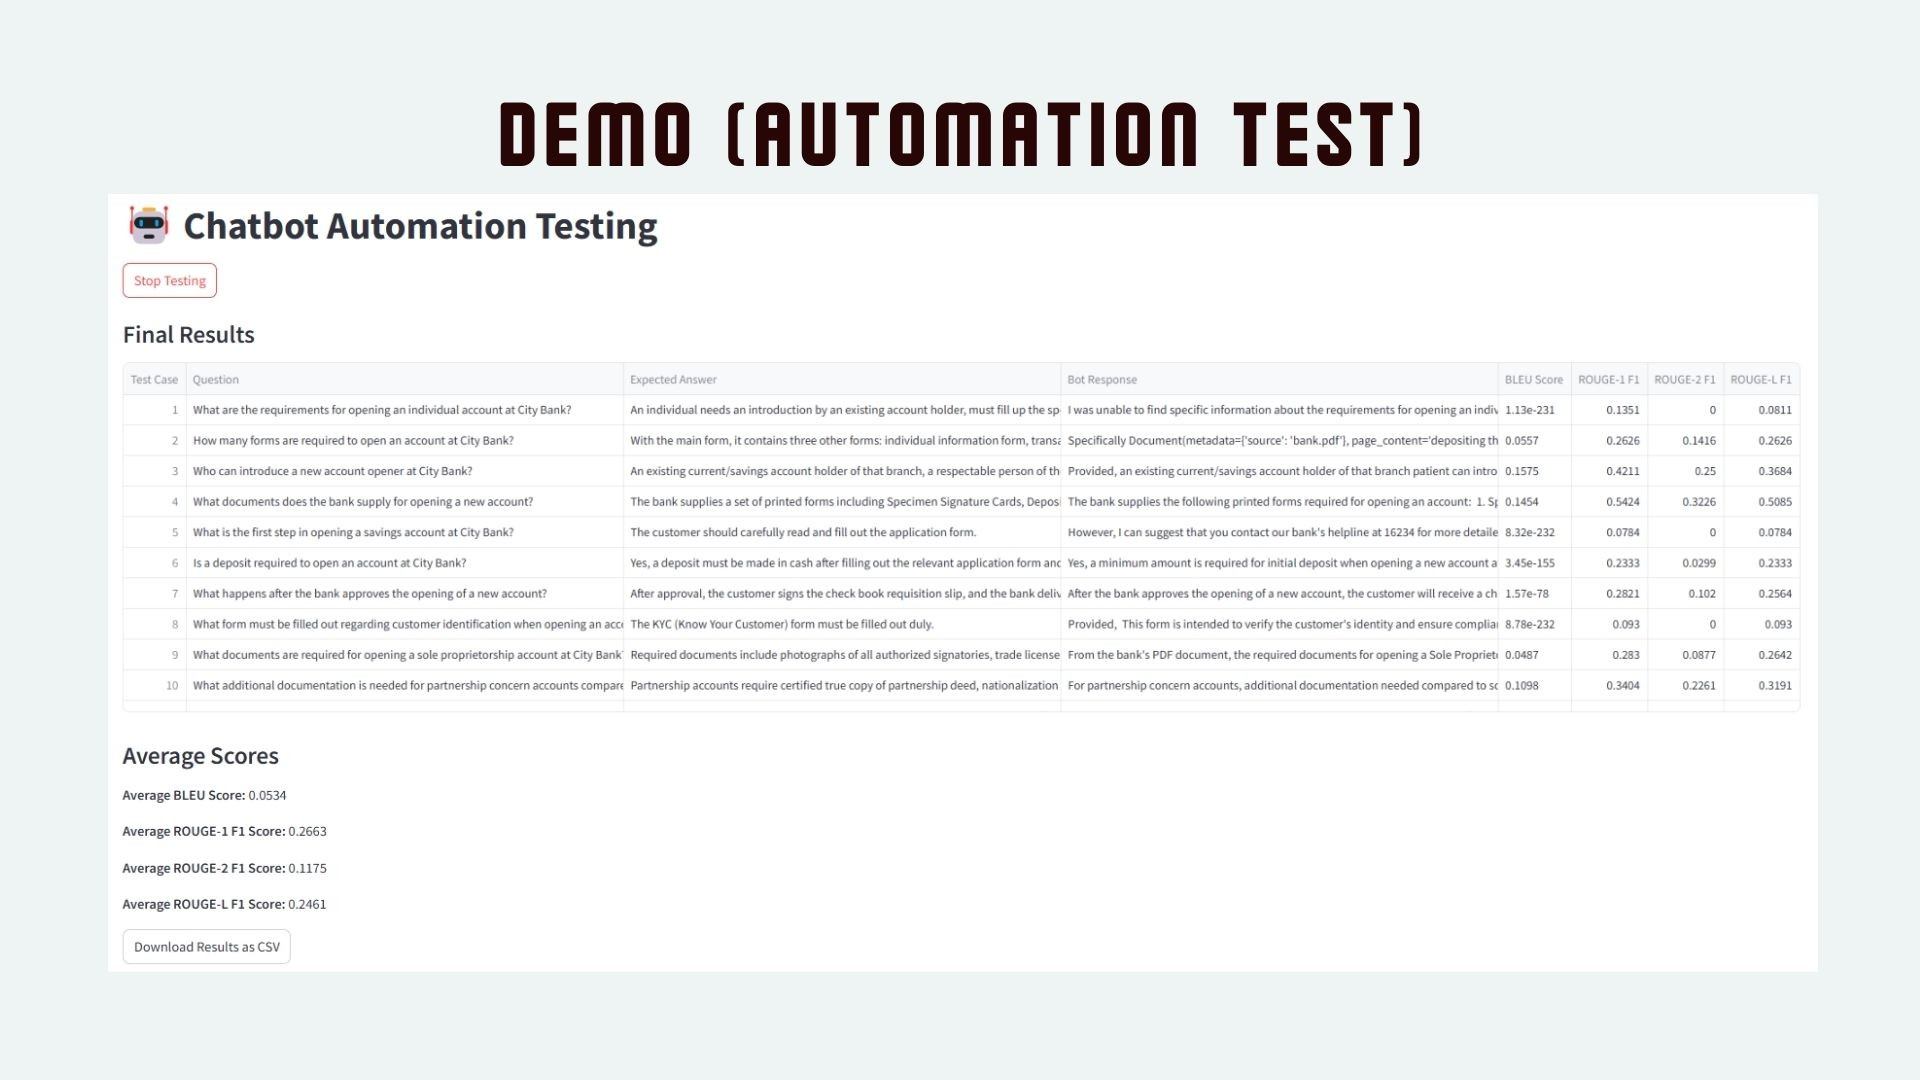 DEMO (AUTOMATION TEST)
Chatbot Automation Testing
Stop Testing
Final Results
Test Case Question Expected Answer Bot Response BLEU Score ROUGE-1 F1 ROUGE-2 F1 ROUGE-L F1
1 What are the requirements for opening an individual account at City Bank? An individual needs an introduction by an existing account holder, must fill up the sp I was unable to find specific information about the requirements for opening an indiv 1.13e-231 0.1351 0 0.0811
2 How many forms are required to open an account at City Bank? With the main form, it contains three other forms: individual information form, transa Specifically Document(metadata={'source': 'bank.pdf'}, page_content='depositing th 0.0557 0.2626 0.1416 0.2626
3 Who can introduce a new account opener at City Bank? An existing current/savings account holder of that branch, a respectable person of th Provided, an existing current/savings account holder of that branch patient can intro 0.1575 0.4211 0.25 0.3684
4 What documents does the bank supply for opening a new account? The bank supplies a set of printed forms including Specimen Signature Cards, Depos The bank supplies the following printed forms required for opening an account: 1. Sp 0.1454 0.5424 0.3226 0.5085
5 What is the first step in opening a savings account at City Bank? The customer should carefully read and fill out the application form. However, I can suggest that you contact our bank's helpline at 16234 for more detaile 8.32e-232 0.0784 0 0.0784
6 Is a deposit required to open an account at City Bank? Yes, a deposit must be made in cash after filling out the relevant application form and Yes, a minimum amount is required for initial deposit when opening a new account a 3.45e-155 0.2333 0.0299 0.2333
7 What happens after the bank approves the opening of a new account? After approval, the customer signs the check book requisition slip, and the bank deliv After the bank approves the opening of a new account, the customer will receive a ch 1.57e-78 0.2821 0.102 0.2564
8 What form must be filled out regarding customer identification when opening an acco The KYC (Know Your Customer) form must be filled out duly. Provided, This form is intended to verify the customer's identity and ensure complian 8.78e-232 0.093 0 0.093
9 What documents are required for opening a sole proprietorship account at City Bank? Required documents include photographs of all authorized signatories, trade license From the bank's PDF document, the required documents for opening a Sole Propriet 0.0487 0.283 0.0877 0.2642
10 What additional documentation is needed for partnership concern accounts compare Partnership accounts require certified true copy of partnership deed, nationalization For partnership concern accounts, additional documentation needed compared to so 0.1098 0.3404 0.2261 0.3191
Average Scores
Average BLEU Score: 0.0534
Average ROUGE-1 F1 Score: 0.2663
Average ROUGE-2 F1 Score: 0.1175
Average ROUGE-L F1 Score: 0.2461
Download Results as CSV